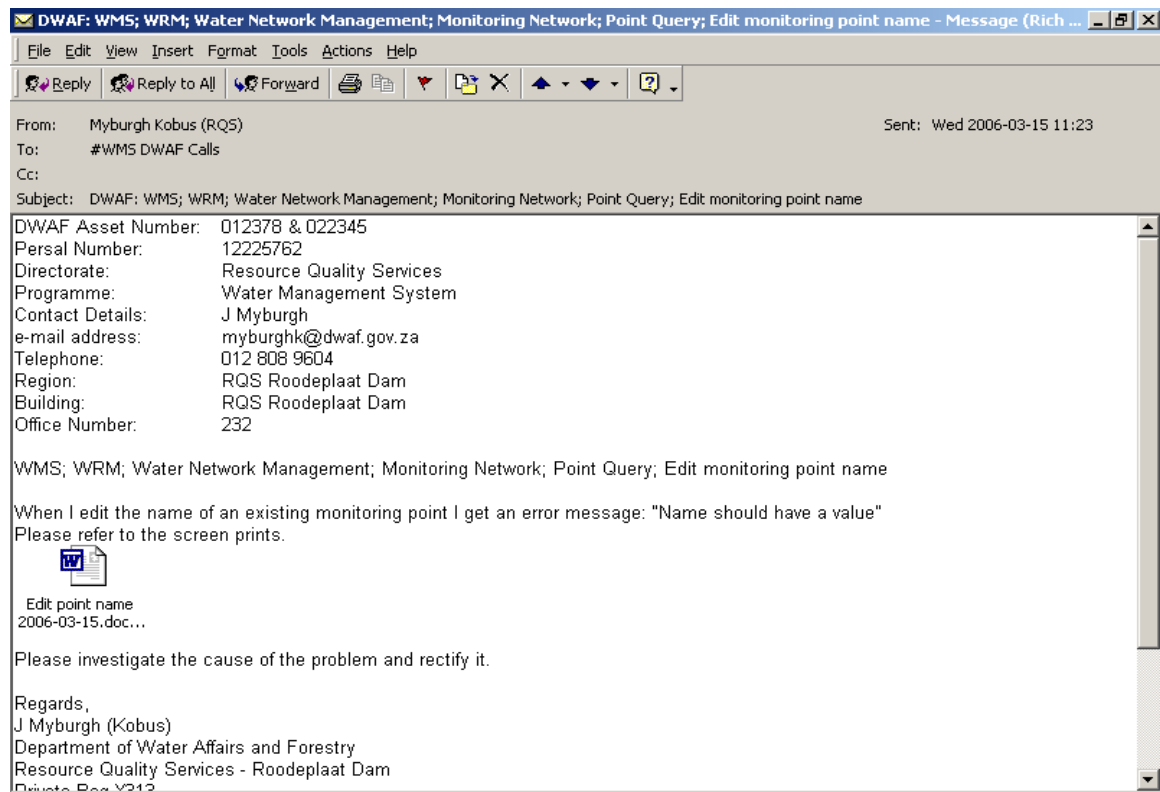 DWAF: WMS; WRM; Water Network Management; Monitoring Network; Point Query; Edit monitoring point name - Message (Rich ...
File Edit View Insert Format Tools Actions Help
Reply Reply to All Forward
From: Myburgh Kobus (RQS) Sent: Wed 2006-03-15 11:23
To: #WMS DWAF Calls
Cc:
Subject: DWAF: WMS; WRM; Water Network Management; Monitoring Network; Point Query; Edit monitoring point name
DWAF Asset Number: 012378 & 022345
Persal Number: 12225762
Directorate: Resource Quality Services
Programme: Water Management System
Contact Details: J Myburgh
e-mail address: myburghk@dwaf.gov.za
Telephone: 012 808 9604
Region: RQS Roodeplaat Dam
Building: RQS Roodeplaat Dam
Office Number: 232
WMS; WRM; Water Network Management; Monitoring Network; Point Query; Edit monitoring point name
When I edit the name of an existing monitoring point I get an error message: "Name should have a value"
Please refer to the screen prints.
Edit point name
2006-03-15.doc...
Please investigate the cause of the problem and rectify it.
Regards,
J Myburgh (Kobus)
Department of Water Affairs and Forestry
Resource Quality Services - Roodeplaat Dam
Private Bag X313